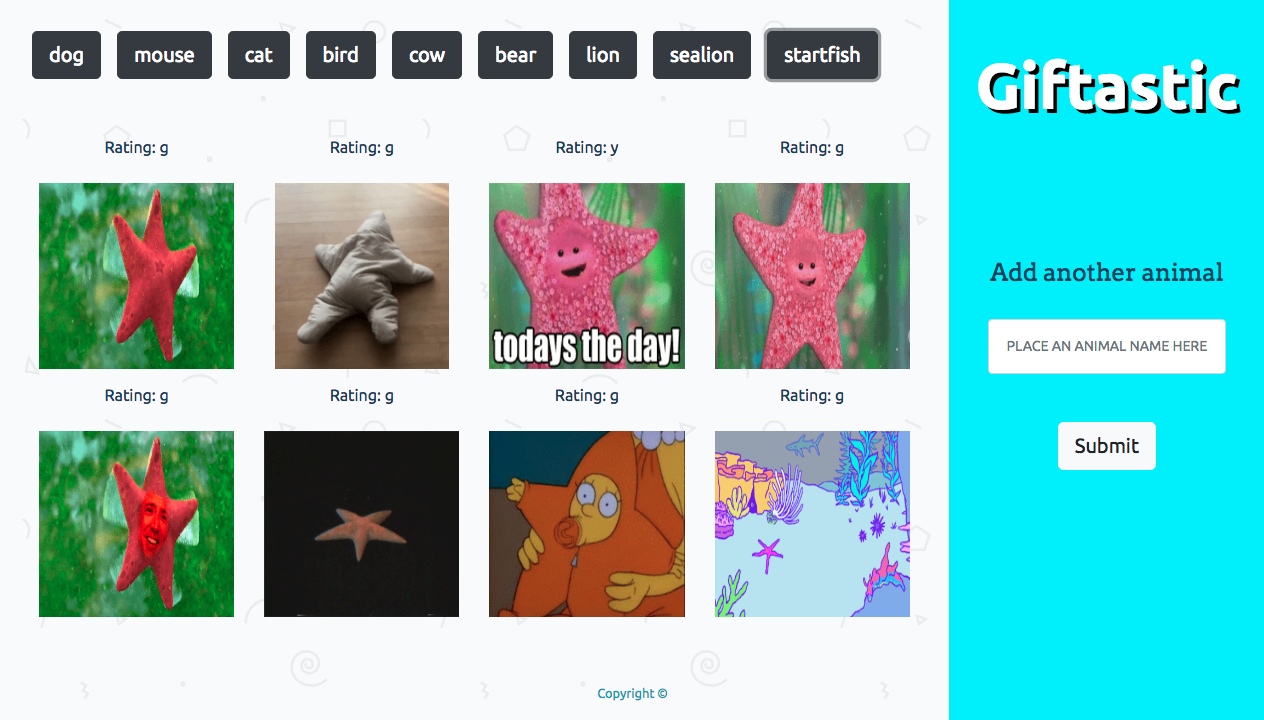 dog mouse cat bird cow bear lion sealion startfish
Giftastic
Rating: g Rating: g Rating: y Rating: g
todays the day!
Rating: g Rating: g Rating: g Rating: g
Add another animal
PLACE AN ANIMAL NAME HERE
Submit
Copyright ©